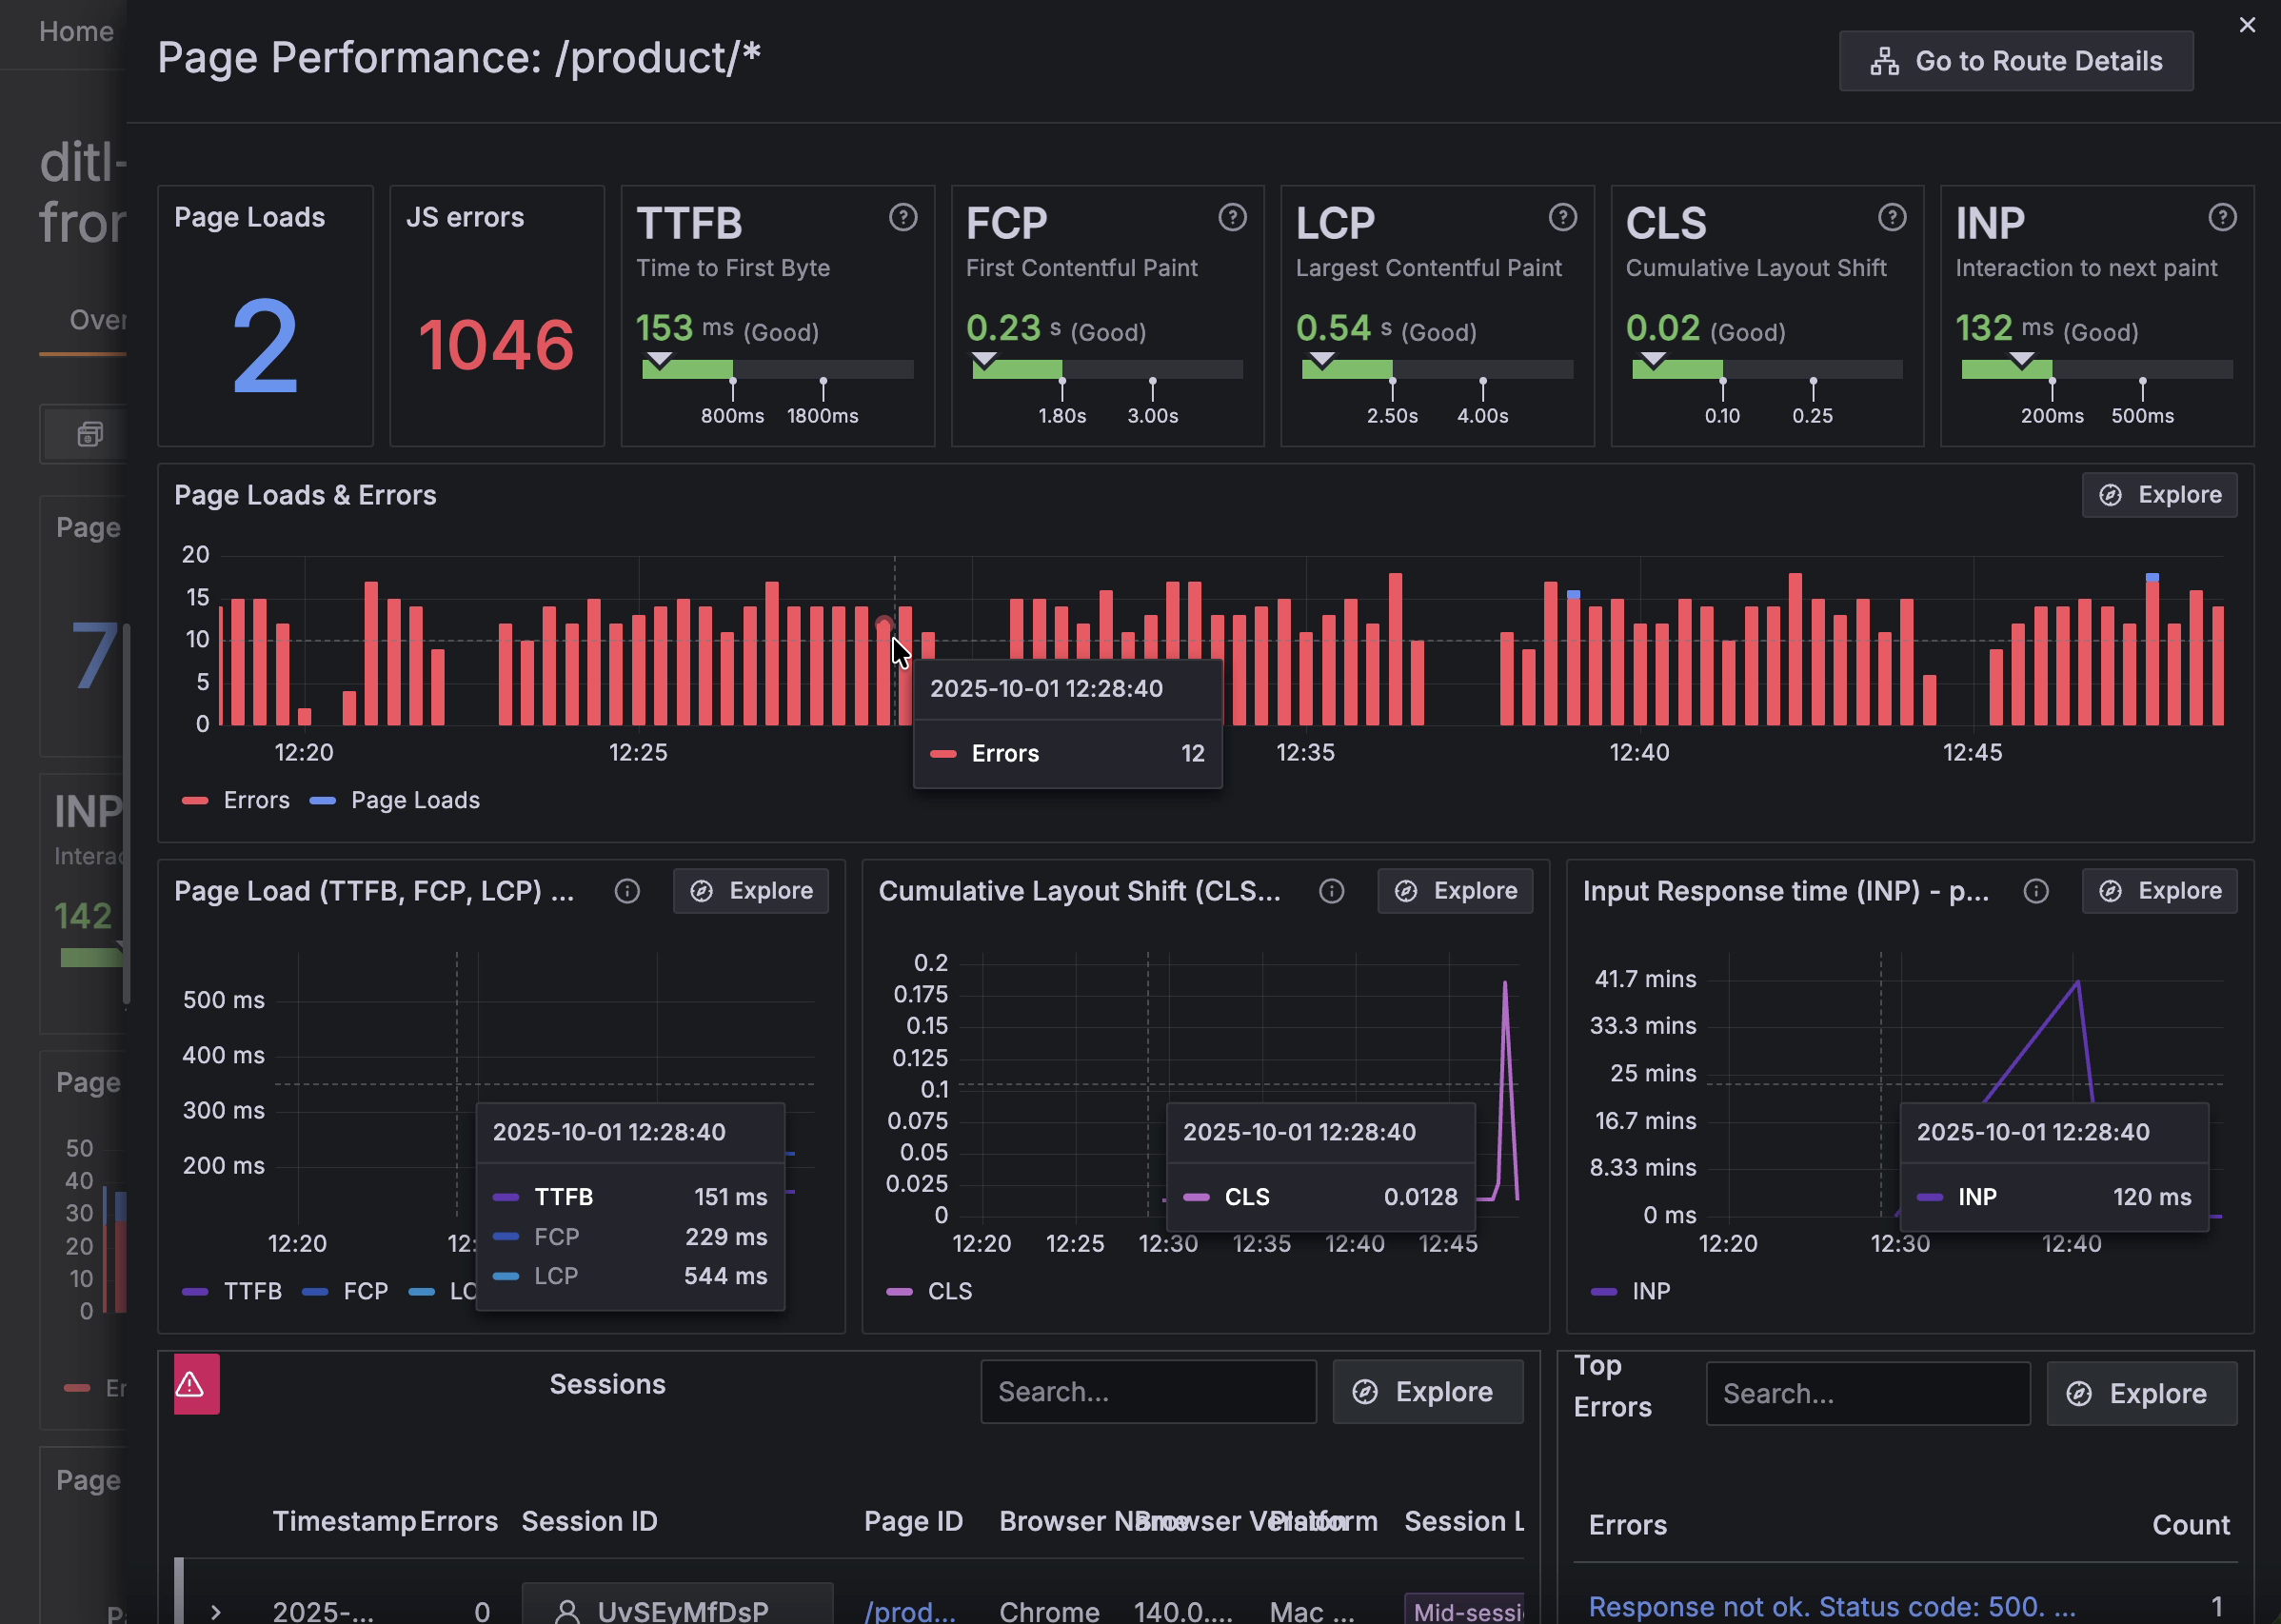 Home
Page Performance: /product/*
Go to Route Details
ditl-
fror
Over
Page Loads
2
JS errors
1046
TTFB
Time to First Byte
153 ms (Good)
800ms 1800ms
FCP
First Contentful Paint
0.23 s (Good)
1.80s 3.00s
LCP
Largest Contentful Paint
0.54 s (Good)
2.50s 4.00s
CLS
Cumulative Layout Shift
0.02 (Good)
0.10 0.25
INP
Interaction to next paint
132 ms (Good)
200ms 500ms
Page
7
INP
Interac
142
Page
50
40
30
20
10
0
Er
Page
Page Loads & Errors
Explore
20
15
10
5
0
12:20 12:25 12:35 12:40 12:45
2025-10-01 12:28:40
Errors 12
Errors Page Loads
Page Load (TTFB, FCP, LCP) ...
Explore
500 ms
400 ms
300 ms
200 ms
12:20 12:
2025-10-01 12:28:40
TTFB 151 ms
FCP 229 ms
LCP 544 ms
TTFB FCP LC
Cumulative Layout Shift (CLS...
Explore
0.2
0.175
0.15
0.125
0.1
0.075
0.05
0.025
0
12:20 12:25 12:30 12:35 12:40 12:45
2025-10-01 12:28:40
CLS 0.0128
CLS
Input Response time (INP) - p...
Explore
41.7 mins
33.3 mins
25 mins
16.7 mins
8.33 mins
0 ms
12:20 12:30 12:40
2025-10-01 12:28:40
INP 120 ms
INP
Sessions
Search...
Explore
Timestamp Errors Session ID Page ID Browser Name Browser Version Platform Session L
2025-... 0 UvSEyMfDsP /prod... Chrome 140.0.... Mac ... Mid-sessi
Top
Errors
Search...
Explore
Errors Count
Response not ok. Status code: 500. ... 1